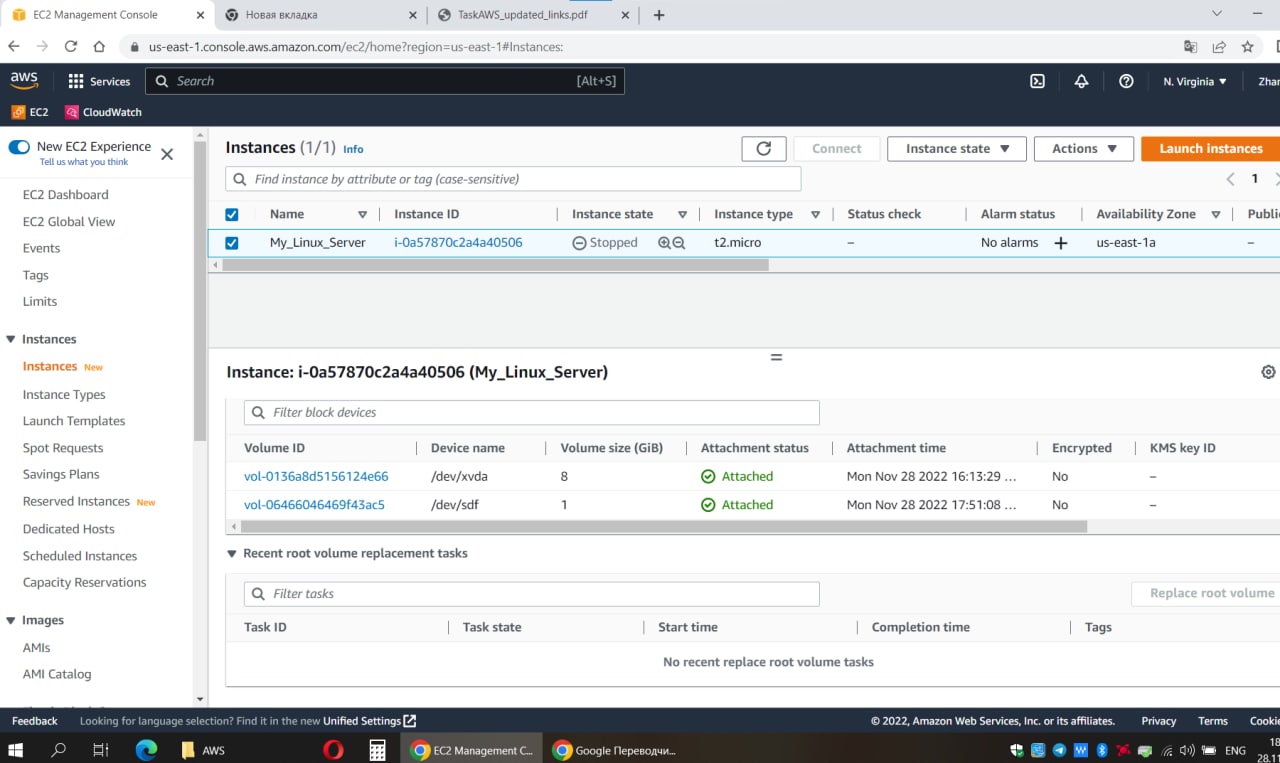 EC2 Management Console
Новая вкладка
TaskAWS_updated_links.pdf
us-east-1.console.aws.amazon.com/ec2/home?region=us-east-1#Instances:
aws
Services
Search
[Alt+S]
N. Virginia
Zhar
EC2
CloudWatch
New EC2 Experience
Tell us what you think
EC2 Dashboard
EC2 Global View
Events
Tags
Limits
Instances
Instances New
Instance Types
Launch Templates
Spot Requests
Savings Plans
Reserved Instances New
Dedicated Hosts
Scheduled Instances
Capacity Reservations
Images
AMIs
AMI Catalog
Instances (1/1) Info
Connect
Instance state
Actions
Launch instances
Find instance by attribute or tag (case-sensitive)
1
Name Instance ID Instance state Instance type Status check Alarm status Availability Zone Public
My_Linux_Server i-0a57870c2a4a40506 Stopped t2.micro – No alarms + us-east-1a –
Instance: i-0a57870c2a4a40506 (My_Linux_Server)
Filter block devices
Volume ID Device name Volume size (GiB) Attachment status Attachment time Encrypted KMS key ID
vol-0136a8d5156124e66 /dev/xvda 8 Attached Mon Nov 28 2022 16:13:29 ... No –
vol-06466046469f43ac5 /dev/sdf 1 Attached Mon Nov 28 2022 17:51:08 ... No –
Recent root volume replacement tasks
Filter tasks
Replace root volume
Task ID Task state Start time Completion time Tags
No recent replace root volume tasks
Feedback
Looking for language selection? Find it in the new Unified Settings
© 2022, Amazon Web Services, Inc. or its affiliates.
Privacy
Terms
Cookie
AWS
EC2 Management C...
Google Переводчи...
ENG
18
28.11